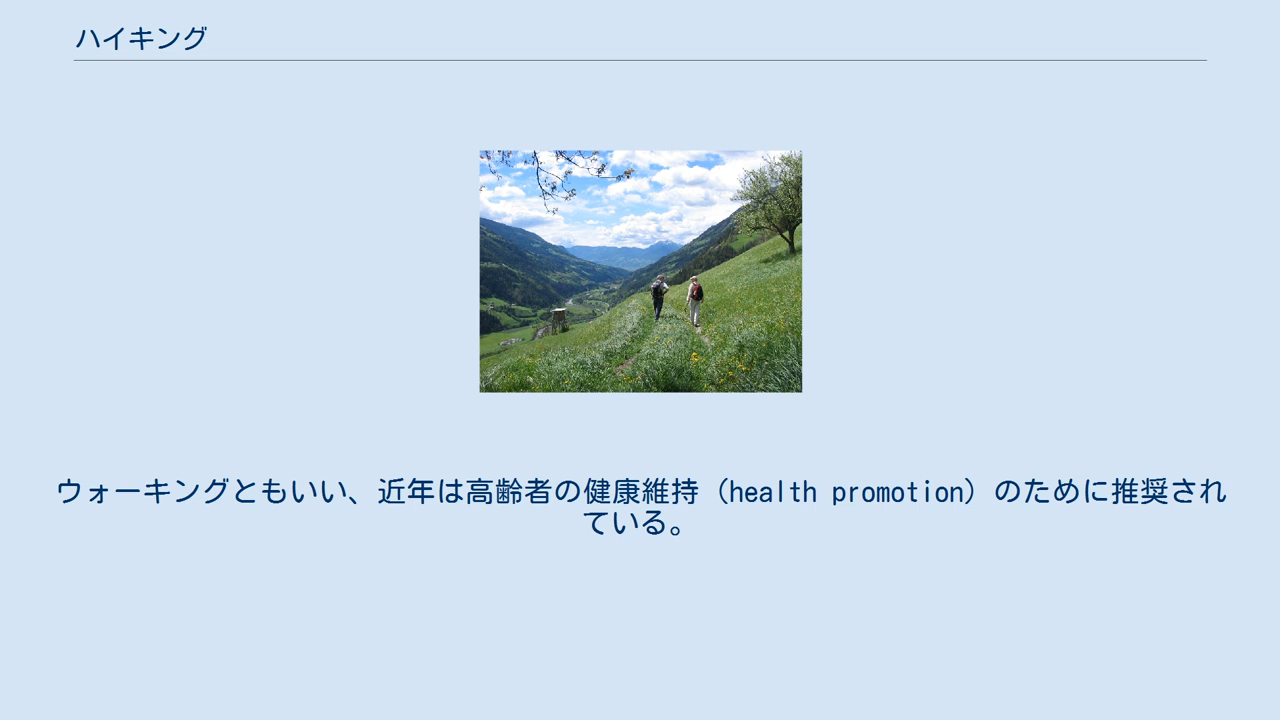 ハイキング
ウォーキングともいい、近年は高齢者の健康維持（health promotion）のために推奨され
ている。